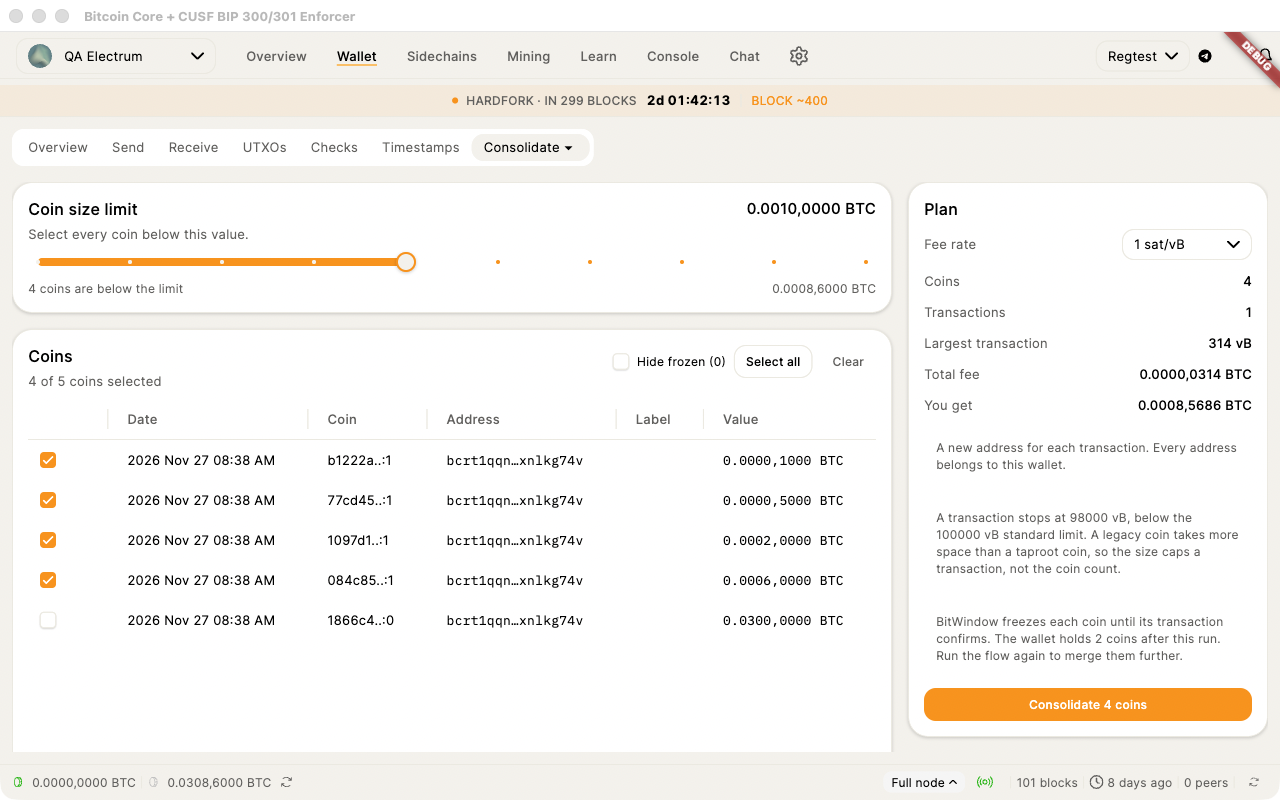 Bitcoin Core + CUSF BIP 300/301 Enforcer
QA Electrum
Overview
Wallet
Sidechains
Mining
Learn
Console
Chat
Regtest
DEBUG
HARDFORK · IN 299 BLOCKS 2d 01:42:13 BLOCK ~400
Overview
Send
Receive
UTXOs
Checks
Timestamps
Consolidate
Coin size limit
0.0010,0000 BTC
Select every coin below this value.
4 coins are below the limit
0.0008,6000 BTC
Coins
4 of 5 coins selected
Hide frozen (0)
Select all
Clear
Date Coin Address Label Value
2026 Nov 27 08:38 AM b1222a..:1 bcrt1qqn…xnlkg74v 0.0000,1000 BTC
2026 Nov 27 08:38 AM 77cd45..:1 bcrt1qqn…xnlkg74v 0.0000,5000 BTC
2026 Nov 27 08:38 AM 1097d1..:1 bcrt1qqn…xnlkg74v 0.0002,0000 BTC
2026 Nov 27 08:38 AM 084c85..:1 bcrt1qqn…xnlkg74v 0.0006,0000 BTC
2026 Nov 27 08:38 AM 1866c4..:0 bcrt1qqn…xnlkg74v 0.0300,0000 BTC
Plan
Fee rate 1 sat/vB
Coins 4
Transactions 1
Largest transaction 314 vB
Total fee 0.0000,0314 BTC
You get 0.0008,5686 BTC
A new address for each transaction. Every address
belongs to this wallet.
A transaction stops at 98000 vB, below the
100000 vB standard limit. A legacy coin takes more
space than a taproot coin, so the size caps a
transaction, not the coin count.
BitWindow freezes each coin until its transaction
confirms. The wallet holds 2 coins after this run.
Run the flow again to merge them further.
Consolidate 4 coins
0.0000,0000 BTC
0.0308,6000 BTC
Full node
101 blocks
8 days ago
0 peers